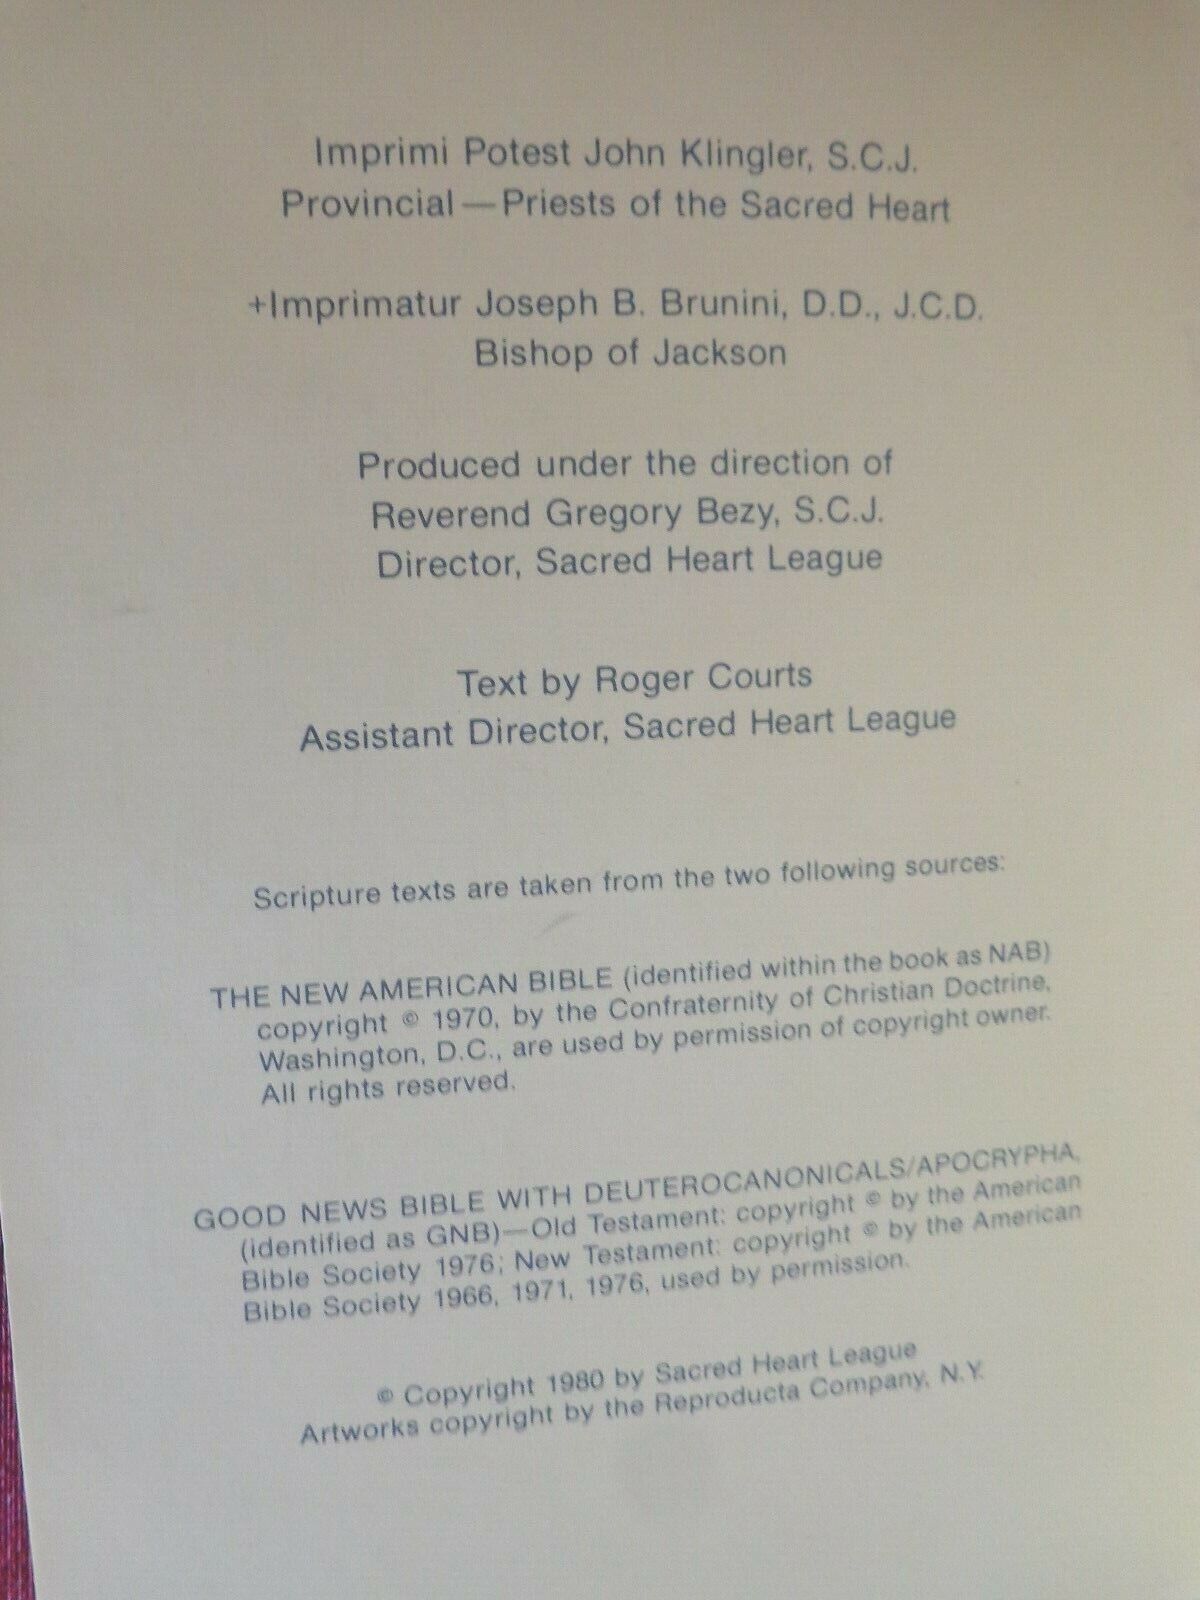 Imprimi Potest John Klingler, S.C.J.
Provincial—Priests of the Sacred Heart
+Imprimatur Joseph B. Brunini, D.D., J.C.D.
Bishop of Jackson
Produced under the direction of
Reverend Gregory Bezy, S.C.J.
Director, Sacred Heart League
Text by Roger Courts
Assistant Director, Sacred Heart League
Scripture texts are taken from the two following sources:
THE NEW AMERICAN BIBLE (identified within the book as NAB)
copyright © 1970, by the Confraternity of Christian Doctrine,
Washington, D.C., are used by permission of copyright owner.
All rights reserved.
GOOD NEWS BIBLE WITH DEUTEROCANONICALS/APOCRYPHA,
(identified as GNB)—Old Testament: copyright © by the American
Bible Society 1976; New Testament: copyright © by the American
Bible Society 1966, 1971, 1976, used by permission.
© Copyright 1980 by Sacred Heart League
Artworks copyright by the Reproducta Company, N.Y.